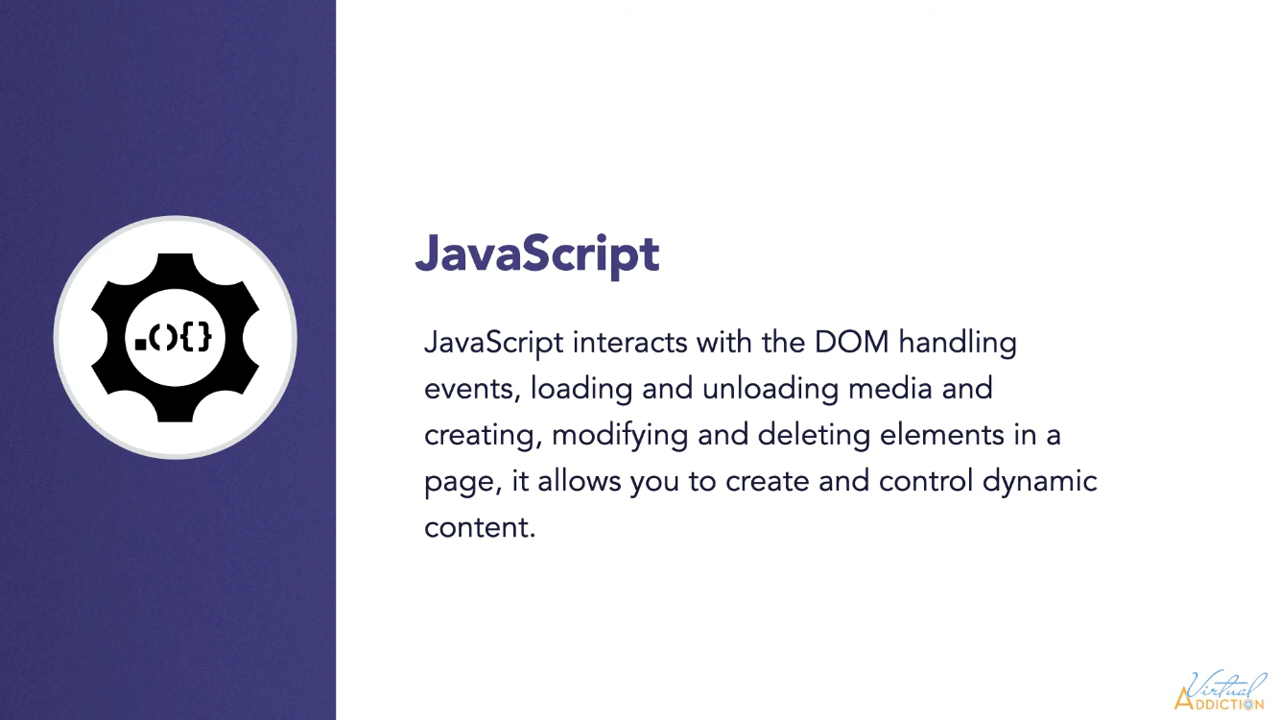 .(){}
JavaScript
JavaScript interacts with the DOM handling
events, loading and unloading media and
creating, modifying and deleting elements in a
page, it allows you to create and control dynamic
content.
Virtual
ADDICTION